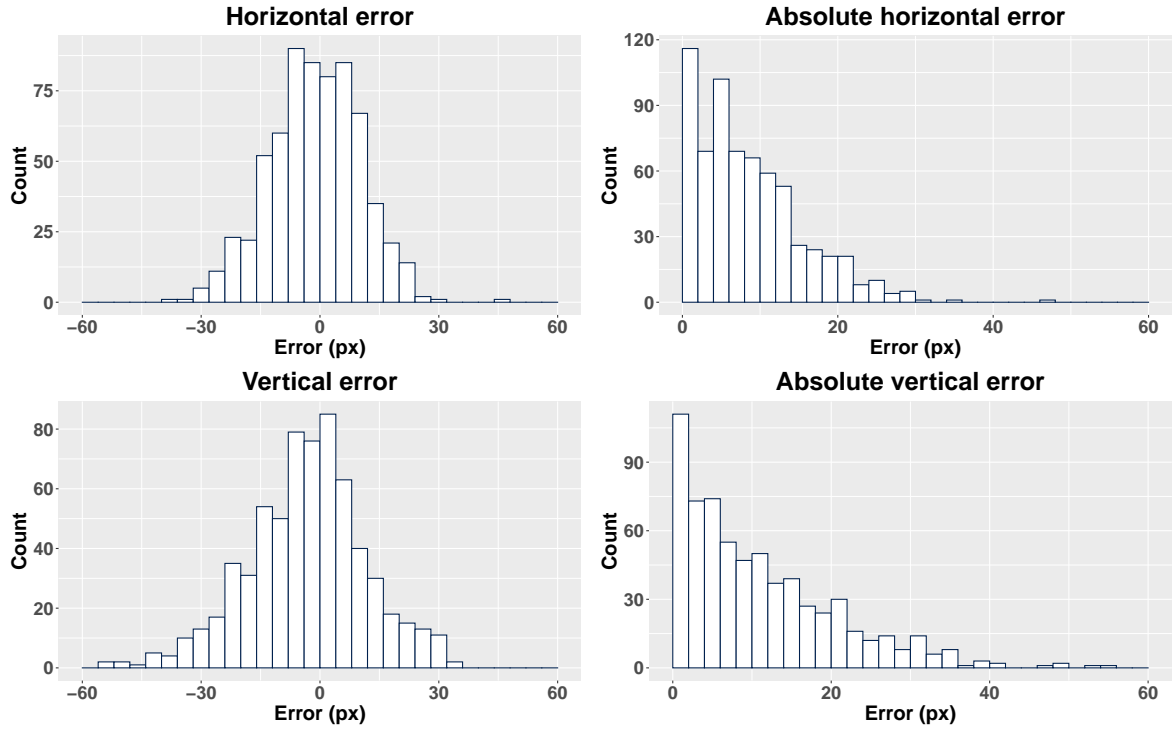 Horizontal error
Count
75
50
25
0
−60 −30 0 30 60
Error (px)
Absolute horizontal error
Count
120
90
60
30
0
0 20 40 60
Error (px)
Vertical error
Count
80
60
40
20
0
−60 −30 0 30 60
Error (px)
Absolute vertical error
Count
90
60
30
0
0 20 40 60
Error (px)